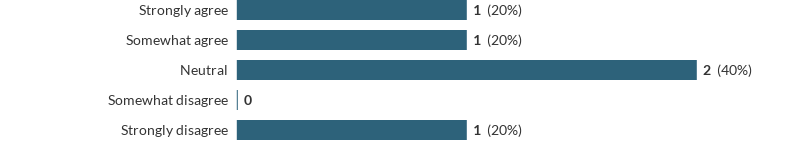 Strongly agree 1 (20%)
Somewhat agree 1 (20%)
Neutral 2 (40%)
Somewhat disagree 0
Strongly disagree 1 (20%)